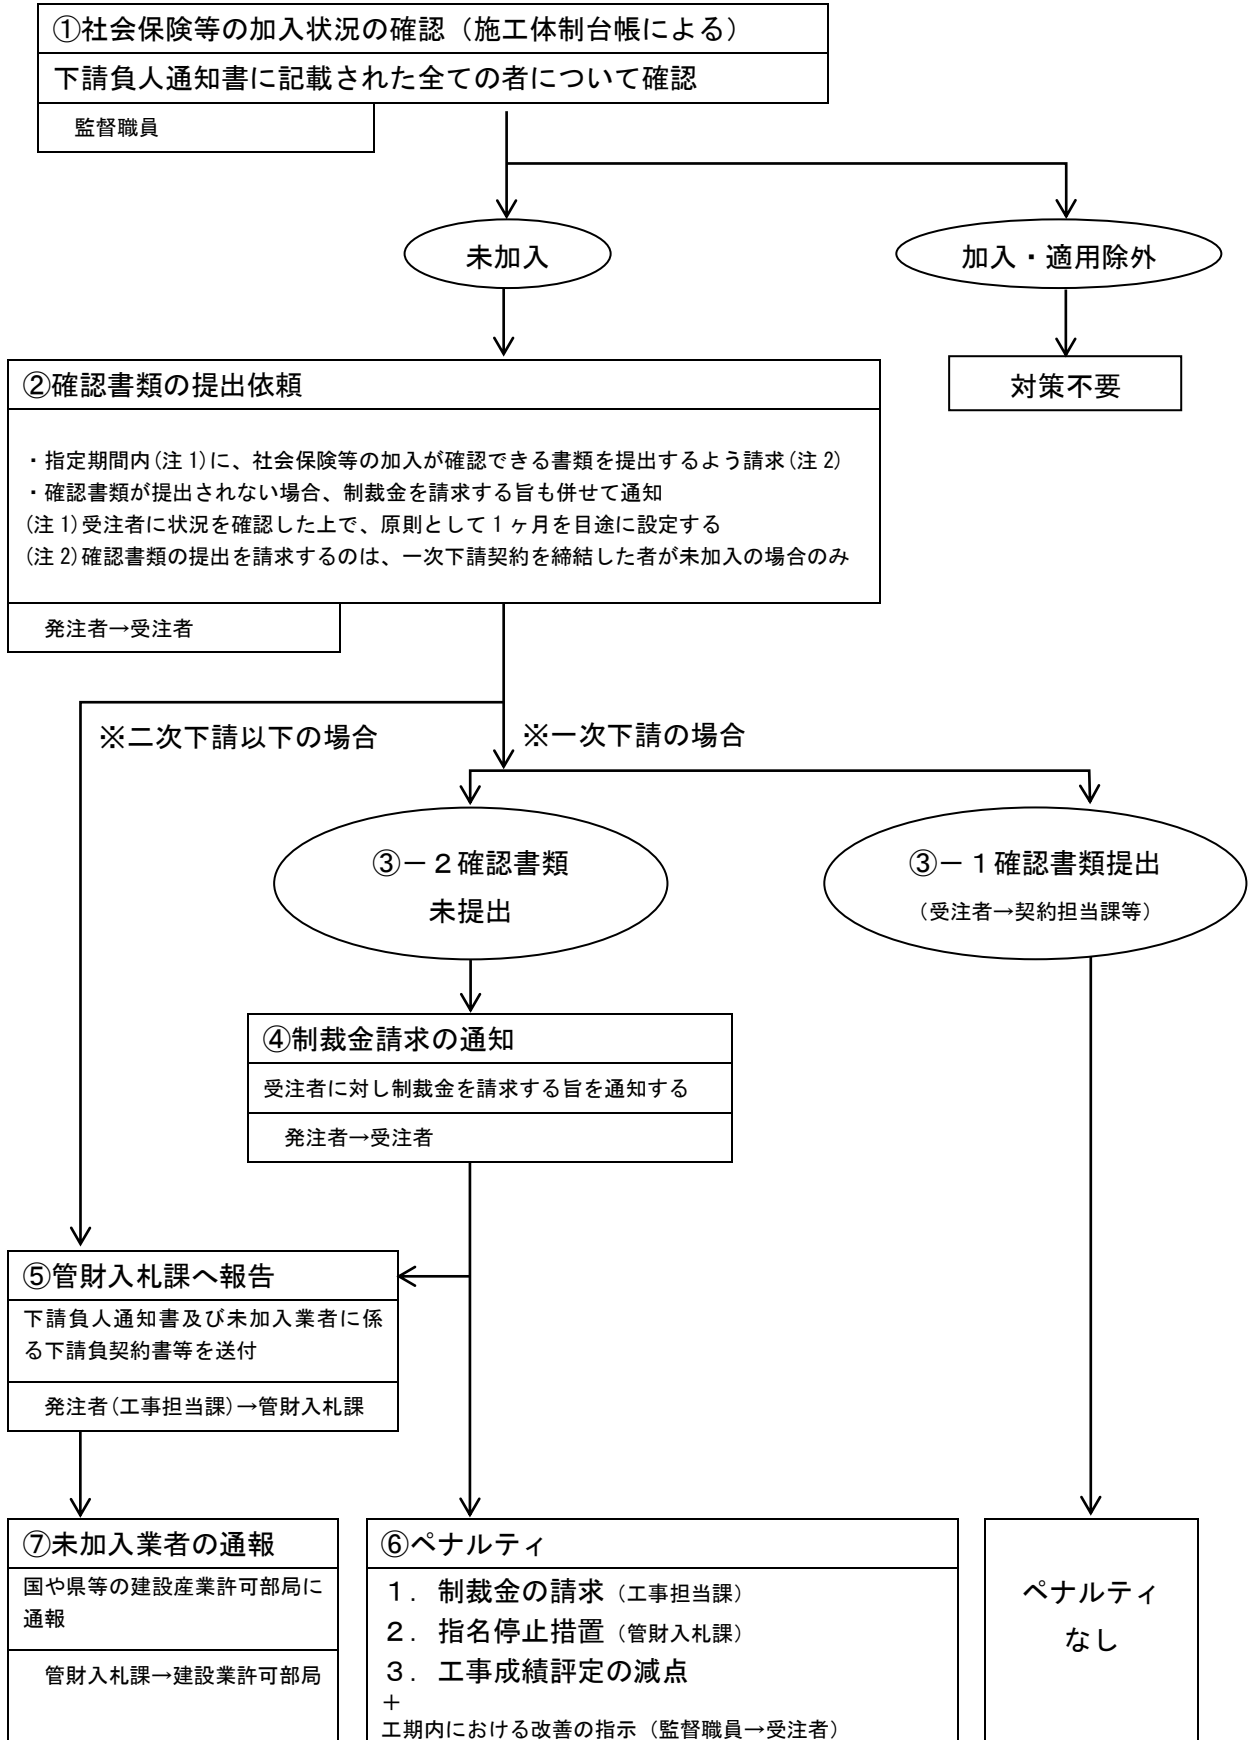 ①社会保険等の加入状況の確認（施工体制台帳による）
下請負人通知書に記載された全ての者について確認
監督職員
未加入
加入・適用除外
対策不要
②確認書類の提出依頼
・指定期間内(注1)に、社会保険等の加入が確認できる書類を提出するよう請求(注2)
・確認書類が提出されない場合、制裁金を請求する旨も併せて通知
(注1)受注者に状況を確認した上で、原則として1ヶ月を目途に設定する
(注2)確認書類の提出を請求するのは、一次下請契約を締結した者が未加入の場合のみ
発注者→受注者
※二次下請以下の場合
※一次下請の場合
③－２確認書類
未提出
③－１確認書類提出
（受注者→契約担当課等）
④制裁金請求の通知
受注者に対し制裁金を請求する旨を通知する
発注者→受注者
⑤管財入札課へ報告
下請負人通知書及び未加入業者に係
る下請負契約書等を送付
発注者(工事担当課)→管財入札課
⑦未加入業者の通報
国や県等の建設産業許可部局に
通報
管財入札課→建設業許可部局
⑥ペナルティ
１．制裁金の請求（工事担当課）
２．指名停止措置（管財入札課）
３．工事成績評定の減点
＋
工期内における改善の指示（監督職員→受注者）
ペナルティ
なし